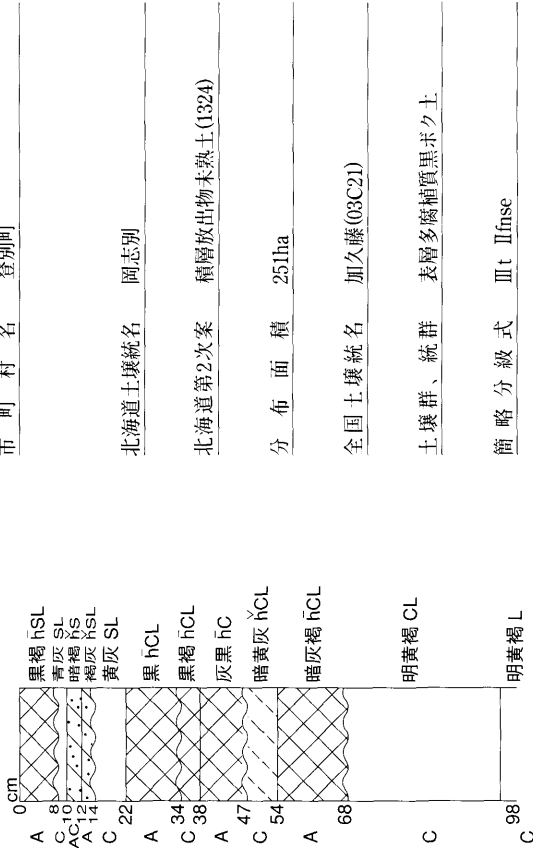 市町村名 登別町
北海道土壌統名 岡志別
北海道第2次案 積層放出物未熟土(1324)
分布面積 251ha
全国土壌統名 加久藤(03C21)
土壌群、統群 表層多腐植質黒ボク土
簡略分級式 Ⅲt Ⅱfnse
cm
0
A 黒褐 h̄SL
8
C 青灰 SL
10
AC 暗褐 ȟS
12
A 褐灰 ȟSL
14
C 黄灰 SL
22
A 黒 h̄CL
34
C 黒褐 h̄CL
38
A 灰黒 h̄C
47
C 暗黄灰 ȟCL
54
A 暗灰褐 h̄CL
68
C 明黄褐 CL
98
C 明黄褐 L